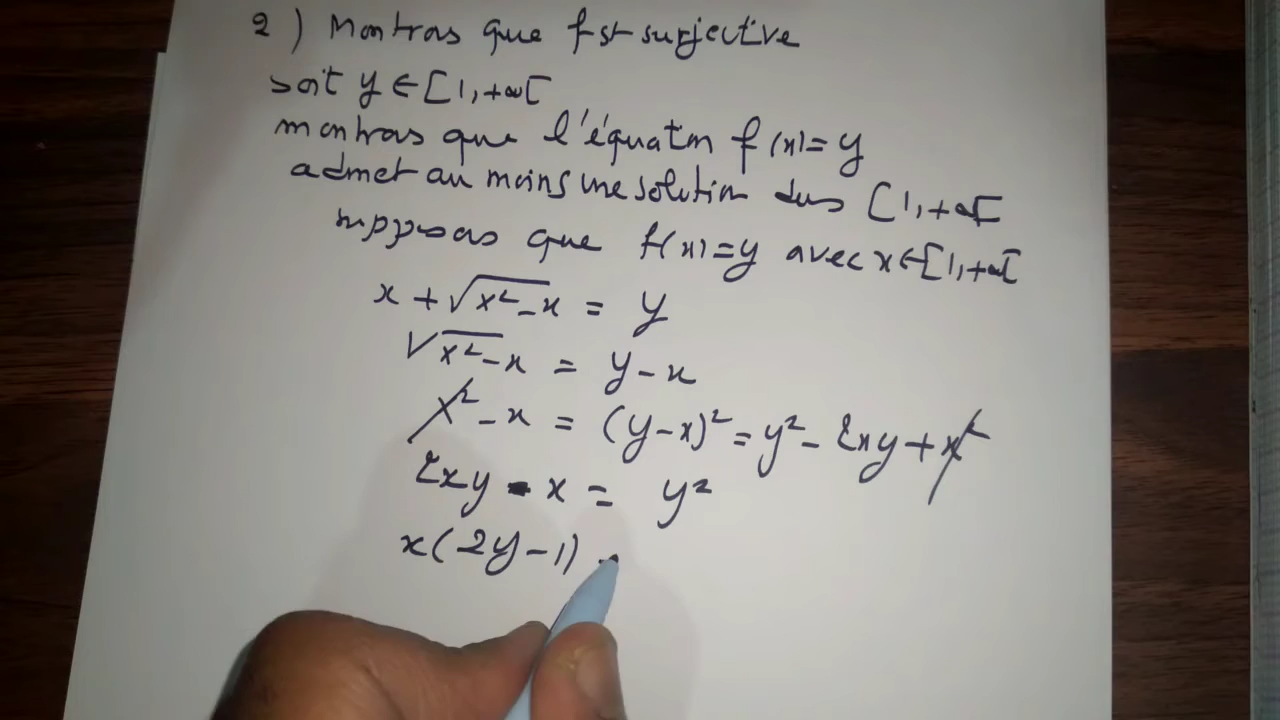 2) Montrons que f est surjective
soit y ∈ [1, +∞[
montrons que l'équation f(x) = y
admet au moins une solution dans [1, +∞[
supposons que f(x) = y avec x ∈ [1, +∞[
x + √(x² - x) = y
√(x² - x) = y - x
x² - x = (y - x)² = y² - 2xy + x²
2xy - x = y²
x(2y - 1)